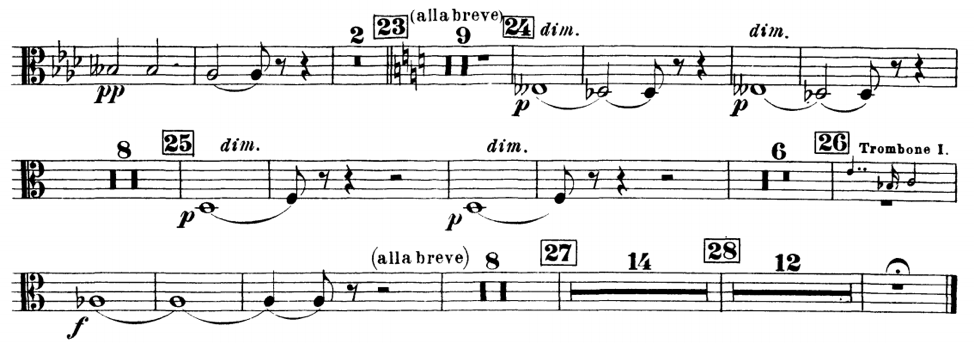 2 23 (alla breve) 9 24 dim. dim.
pp p p
8 25 dim. dim. 6 26 Trombone I.
p p
(alla breve) 8 27 14 28 12
f